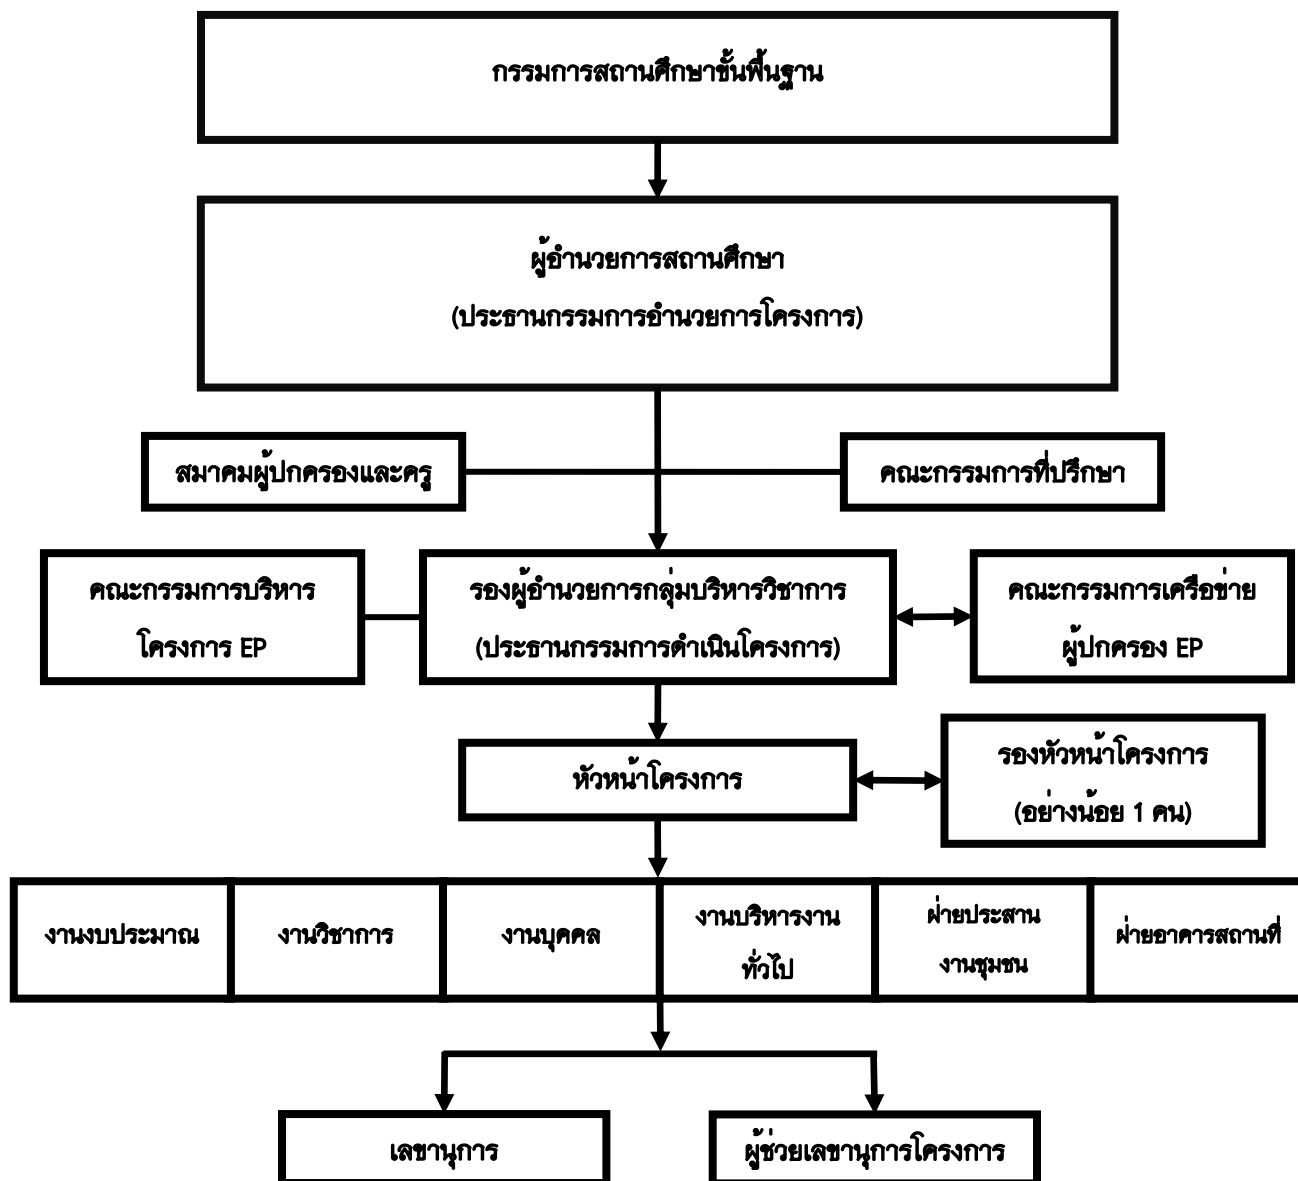 กรรมการสถานศึกษาขั้นพื้นฐาน
ผู้อำนวยการสถานศึกษา
(ประธานกรรมการอำนวยการโครงการ)
สมาคมผู้ปกครองและครู
คณะกรรมการที่ปรึกษา
คณะกรรมการบริหาร
โครงการ EP
รองผู้อำนวยการกลุ่มบริหารวิชาการ
(ประธานกรรมการดำเนินโครงการ)
คณะกรรมการเครือข่าย
ผู้ปกครอง EP
หัวหน้าโครงการ
รองหัวหน้าโครงการ
(อย่างน้อย 1 คน)
งานงบประมาณ
งานวิชาการ
งานบุคคล
งานบริหารงาน
ทั่วไป
ฝ่ายประสาน
งานชุมชน
ฝ่ายอาคารสถานที่
เลขานุการ
ผู้ช่วยเลขานุการโครงการ